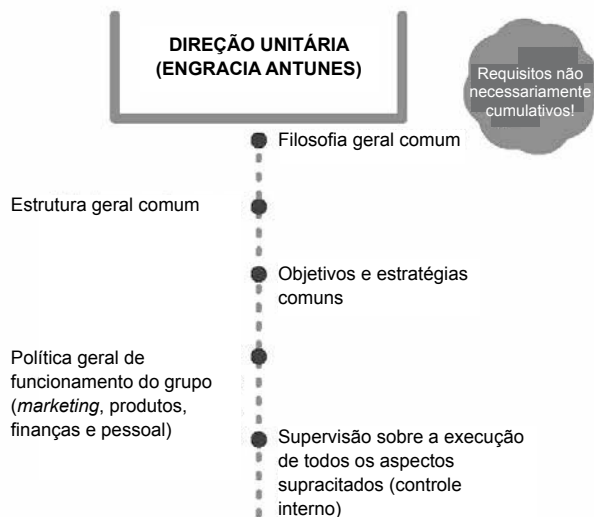 DIREÇÃO UNITÁRIA
(ENGRACIA ANTUNES)
Requisitos não
necessariamente
cumulativos!
Filosofia geral comum
Estrutura geral comum
Objetivos e estratégias
comuns
Política geral de
funcionamento do grupo
(marketing, produtos,
finanças e pessoal)
Supervisão sobre a execução
de todos os aspectos
supracitados (controle
interno)